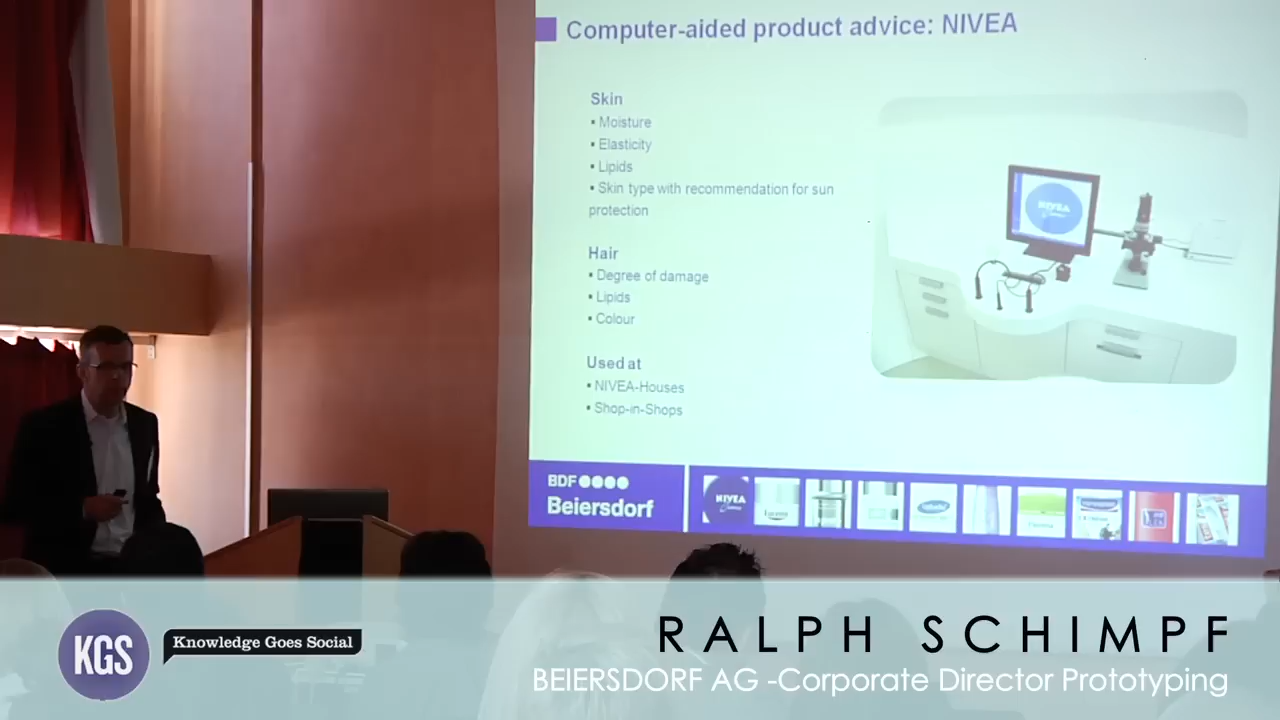 Computer-aided product advice: NIVEA
Skin
• Moisture
• Elasticity
• Lipids
• Skin type with recommendation for sun
protection
Hair
• Degree of damage
• Lipids
• Colour
Used at
• NIVEA-Houses
• Shop-in-Shops
NIVEA
BDF
Beiersdorf
NIVEA
KGS
Knowledge Goes Social
RALPH SCHIMPF
BEIERSDORF AG -Corporate Director Prototyping